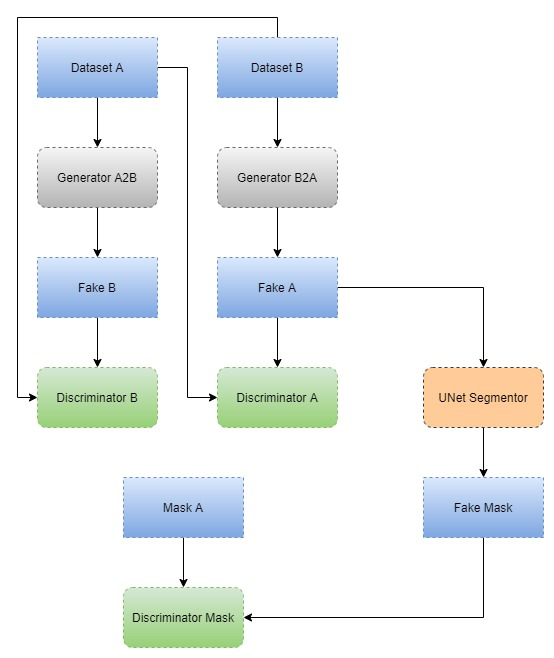 Dataset A
Dataset B
Generator A2B
Generator B2A
Fake B
Fake A
Discriminator B
Discriminator A
UNet Segmentor
Mask A
Fake Mask
Discriminator Mask